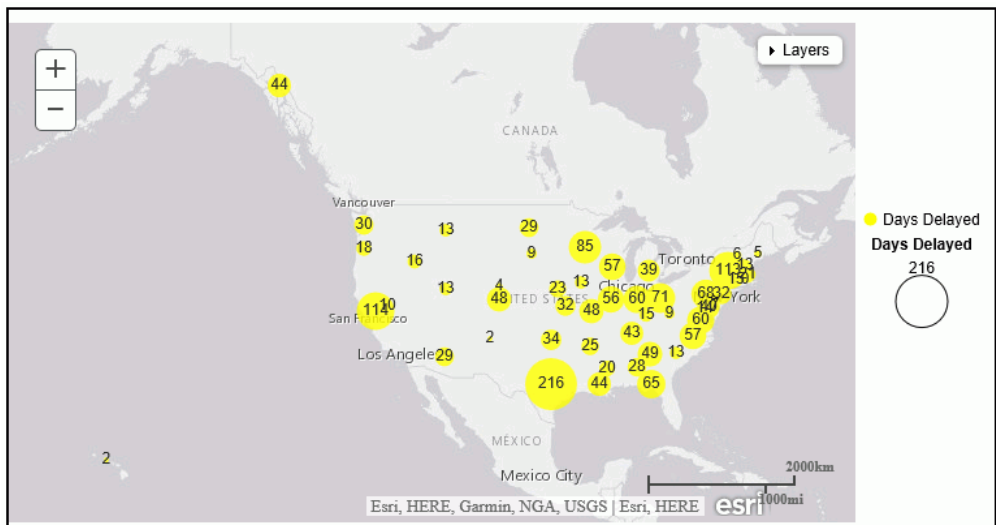 +
−
Layers
44
CANADA
Vancouver
30
13
29
18
16
9
85
57
39
Toronto
6
5
13
113
Chicago
13
4
48
23
13
UNITED STATES
32
48
56
60
71
15
9
68
32
York
60
57
10
114
San Francisco
Los Angele
29
2
34
25
43
49
13
20
28
216
44
65
MÉXICO
Mexico City
2
2000km
1000mi
Esri, HERE, Garmin, NGA, USGS | Esri, HERE
esri
Days Delayed
Days Delayed
216